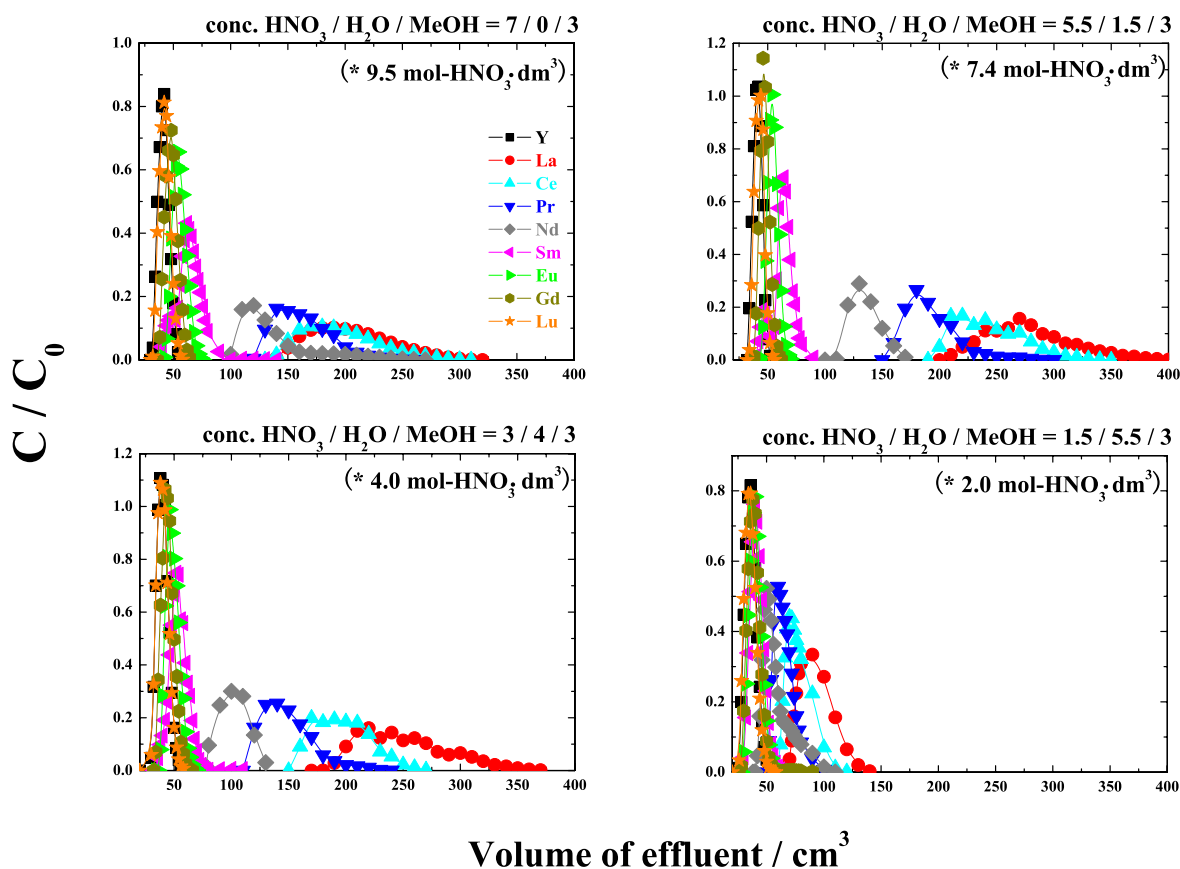 conc. HNO₃ / H₂O / MeOH = 7 / 0 / 3
(* 9.5 mol-HNO₃·dm³)
1.0
0.8
0.6
0.4
0.2
0.0
50 100 150 200 250 300 350 400
Y
La
Ce
Pr
Nd
Sm
Eu
Gd
Lu
conc. HNO₃ / H₂O / MeOH = 5.5 / 1.5 / 3
(* 7.4 mol-HNO₃·dm³)
1.2
1.0
0.8
0.6
0.4
0.2
0.0
50 100 150 200 250 300 350 400
C / C₀
conc. HNO₃ / H₂O / MeOH = 3 / 4 / 3
(* 4.0 mol-HNO₃·dm³)
1.2
1.0
0.8
0.6
0.4
0.2
0.0
50 100 150 200 250 300 350 400
conc. HNO₃ / H₂O / MeOH = 1.5 / 5.5 / 3
(* 2.0 mol-HNO₃·dm³)
0.8
0.6
0.4
0.2
0.0
50 100 150 200 250 300 350 400
Volume of effluent / cm³